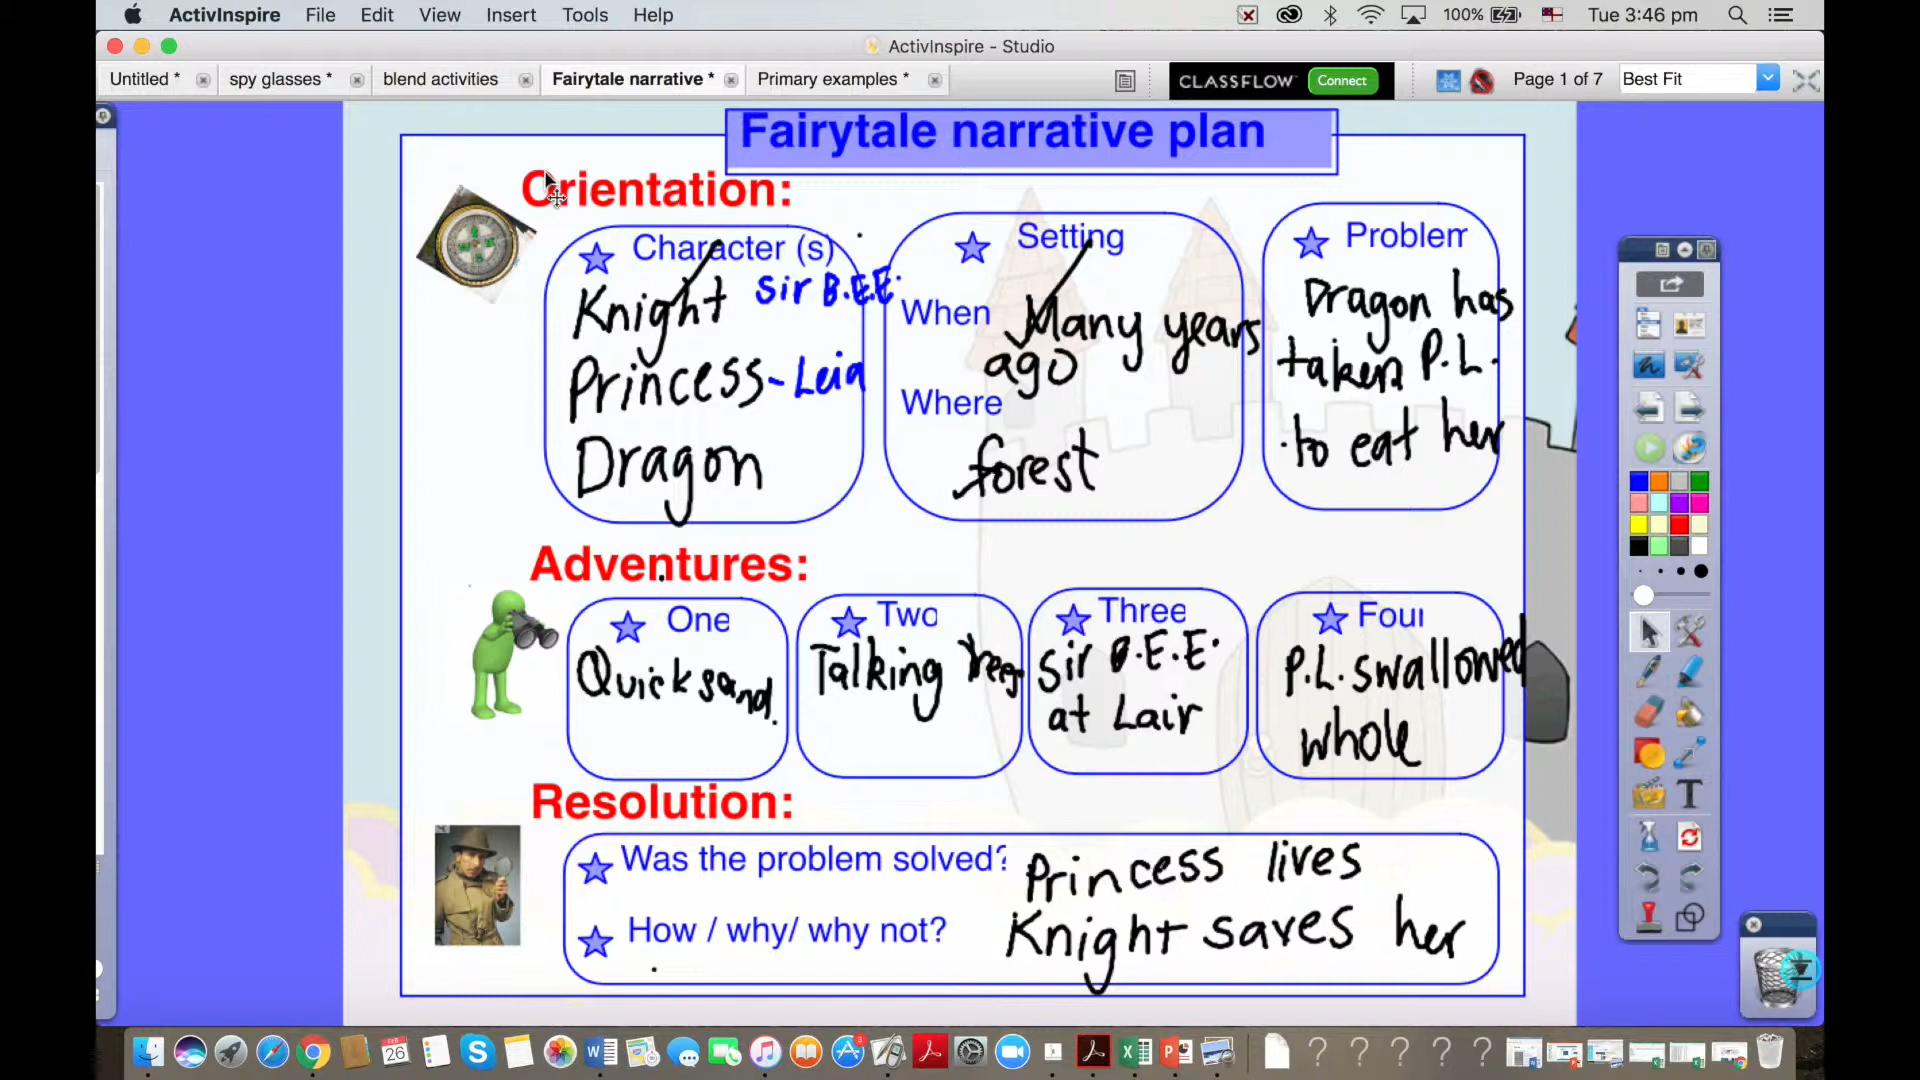 ActivInspire File Edit View Insert Tools Help 100% Tue 3:46 pm
ActivInspire - Studio
Untitled * spy glasses * blend activities Fairytale narrative * Primary examples * CLASSFLOW Connect Page 1 of 7 Best Fit
Fairytale narrative plan
Orientation:
Character (s)
Knight Sir B.E.E.
Princess - Leia
Dragon
Setting
When Many years
ago
Where
forest
Problem
Dragon has
taken P.L.
to eat her
Adventures:
One
Quicksand.
Two
Talking trees
Three
Sir B.E.E.
at Lair
Four
P.L. swallowed
whole
Resolution:
Was the problem solved? Princess lives
How / why/ why not? Knight saves her
FEB
26